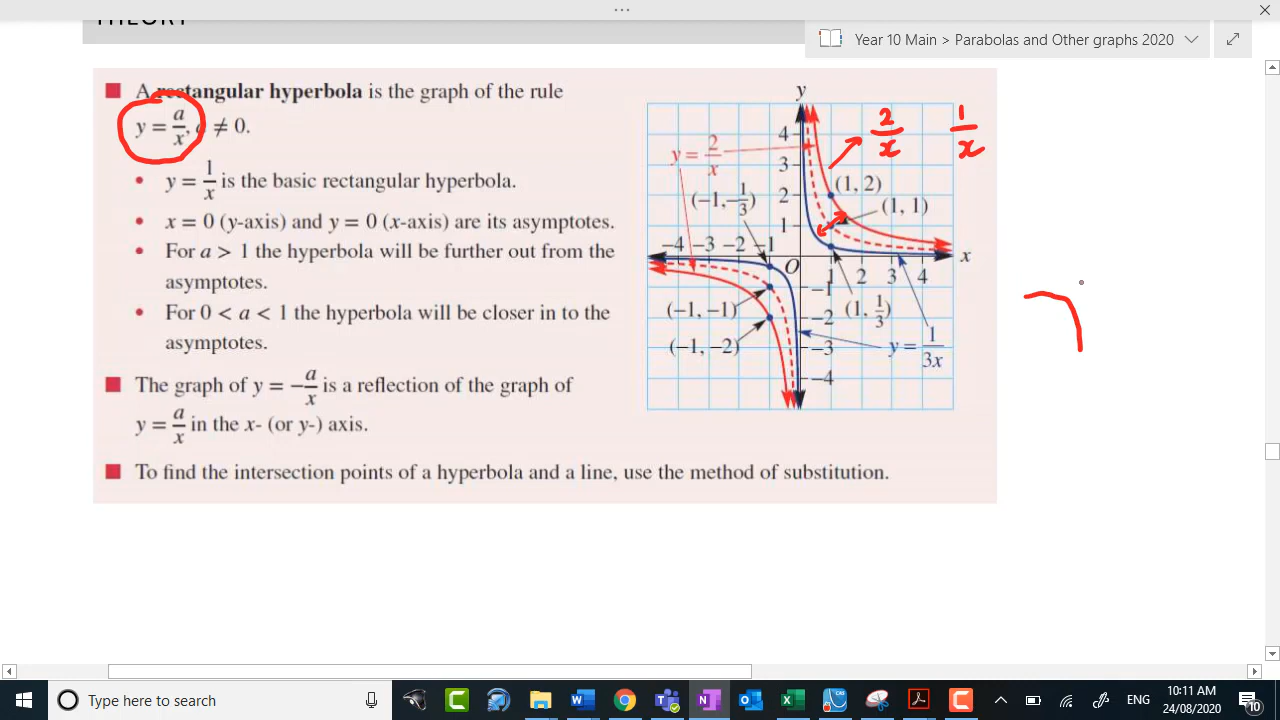 THEORY
Year 10 Main > Parabolas and Other graphs 2020
A rectangular hyperbola is the graph of the rule
y = a/x, a ≠ 0.
• y = 1/x is the basic rectangular hyperbola.
• x = 0 (y-axis) and y = 0 (x-axis) are its asymptotes.
• For a > 1 the hyperbola will be further out from the
asymptotes.
• For 0 < a < 1 the hyperbola will be closer in to the
asymptotes.
The graph of y = −a/x is a reflection of the graph of
y = a/x in the x- (or y-) axis.
To find the intersection points of a hyperbola and a line, use the method of substitution.
y
2/x 1/x
4
y = 2/x
3
(−1, −1/3) 2 (1, 2)
1 (1, 1)
−4 −3 −2 −1 O 1 2 3 4 x
−1
(−1, −1) −2 (1, 1/3)
(−1, −2) −3 y = 1/3x
−4
Type here to search
ENG
10:11 AM
24/08/2020
10